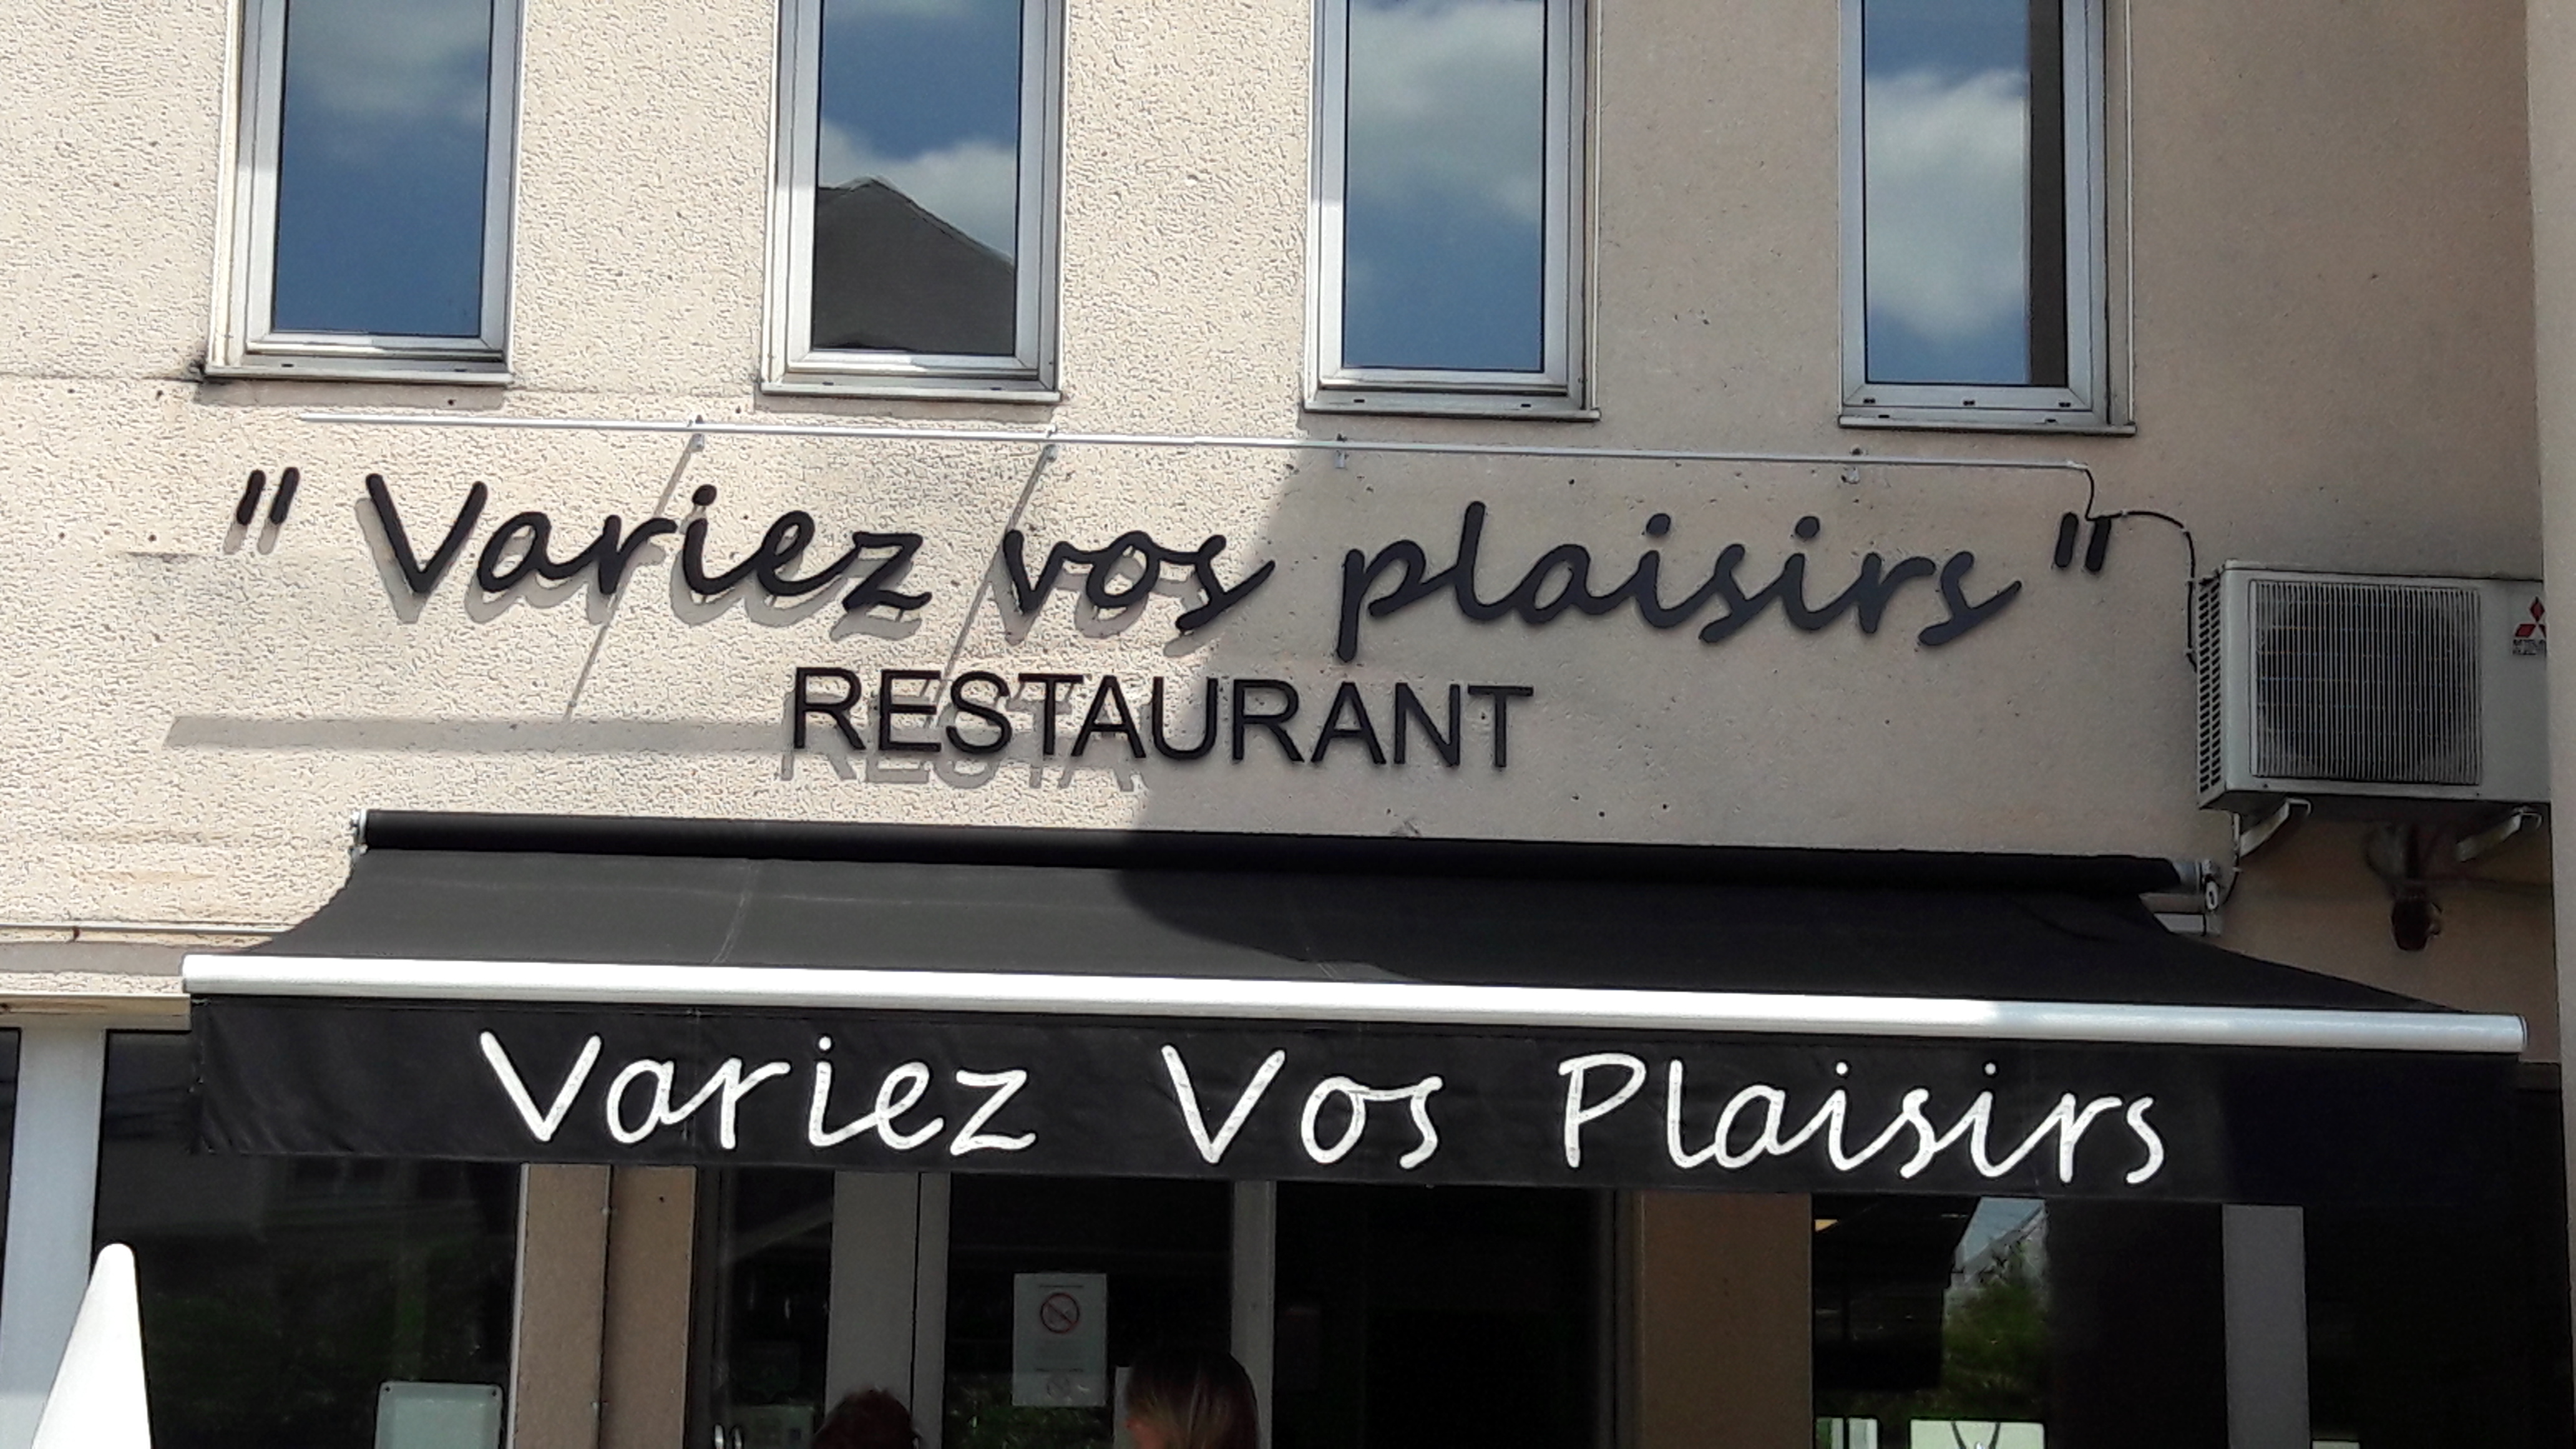 " Variez vos plaisirs "
RESTAURANT
Variez Vos Plaisirs